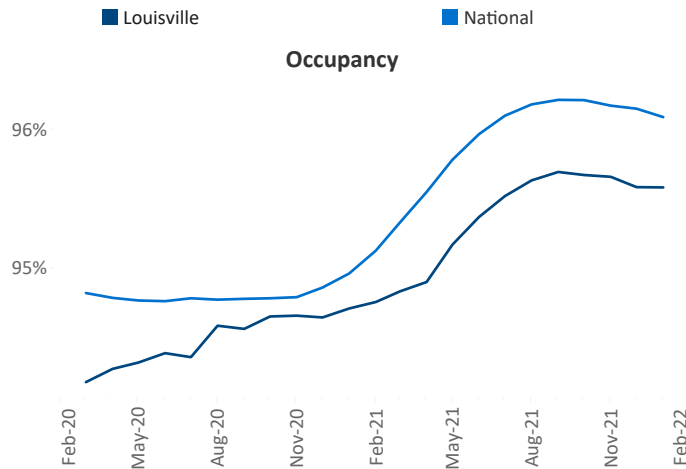 Louisville National
Occupancy
96%
95%
Feb-20 May-20 Aug-20 Nov-20 Feb-21 May-21 Aug-21 Nov-21 Feb-22